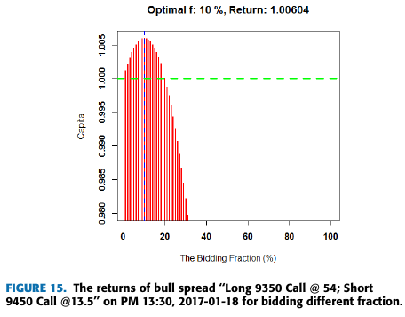 Optimal f: 10 %, Return: 1.00604
Capita
1.005
1.000
0.995
0.990
0.985
0.980
0 20 40 60 80 100
The Bidding Fraction (%)
FIGURE 15. The returns of bull spread "Long 9350 Call @ 54; Short
9450 Call @13.5" on PM 13:30, 2017-01-18 for bidding different fraction.